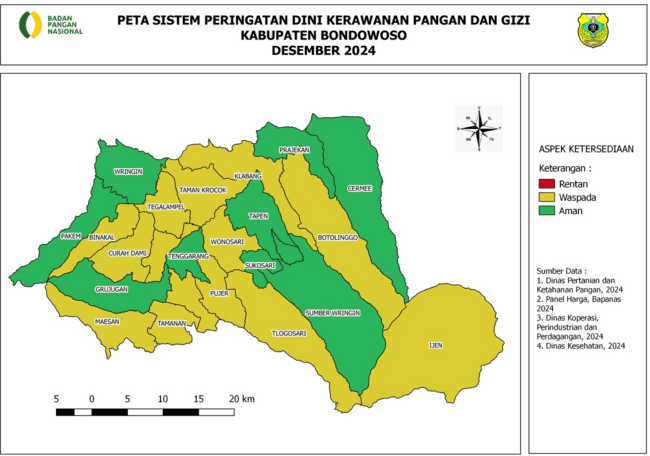 BADAN
PANGAN
NASIONAL
PETA SISTEM PERINGATAN DINI KERAWANAN PANGAN DAN GIZI
KABUPATEN BONDOWOSO
DESEMBER 2024
PRAJEKAN
WRINGIN
KLABANG
CERMEE
TAMAN KROCOK
TEGALAMPEL
TAPEN
PAKEM
BINAKAL
WONOSARI
BOTOLINGGO
CURAH DAMI
TENGGARANG
SUKOSARI
GRUJUGAN
PUJER
SUMBER WRINGIN
MAESAN
TAMANAN
TLOGOSARI
IJEN
5 0 5 10 15 20 km
ASPEK KETERSEDIAAN
Keterangan :
Rentan
Waspada
Aman
Sumber Data :
1. Dinas Pertanian dan
Ketahanan Pangan, 2024
2. Panel Harga, Bapanas
2024
3. Dinas Koperasi,
Perindustrian dan
Perdagangan, 2024
4. Dinas Kesehatan, 2024